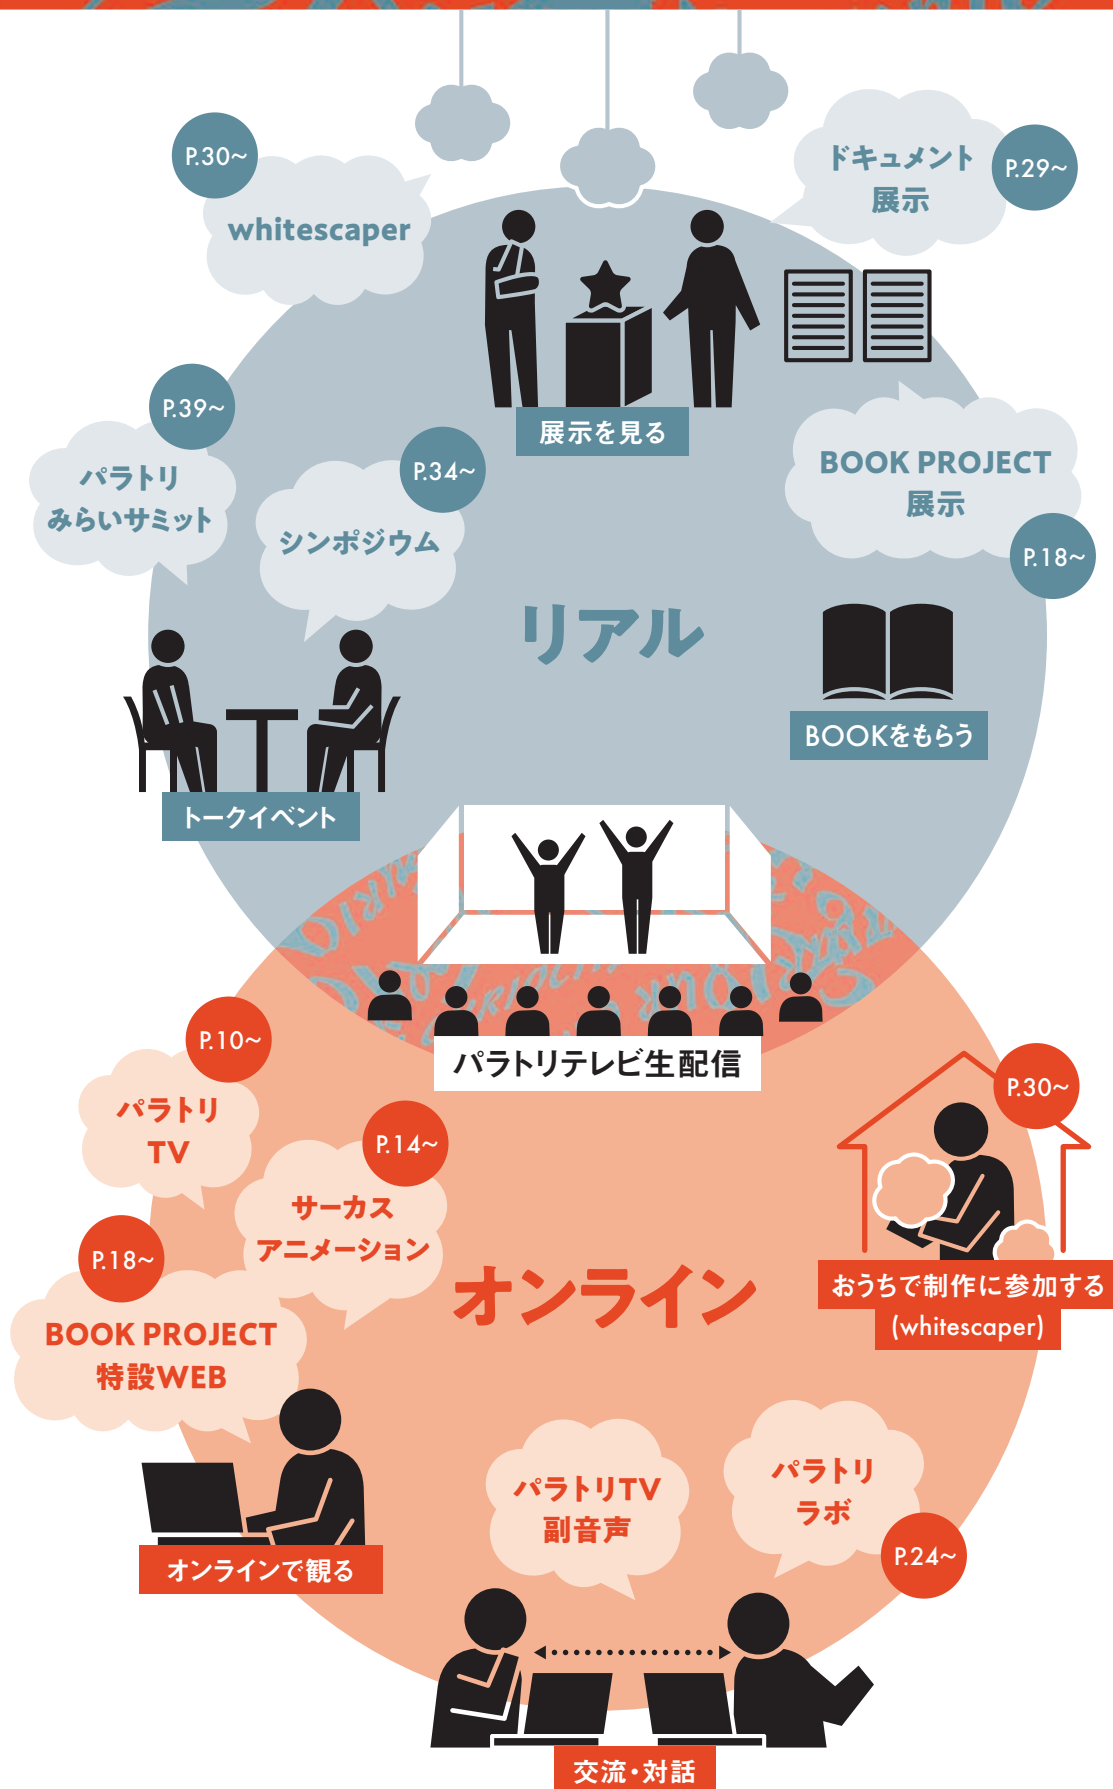 P.30~
whitescaper
ドキュメント
展示
P.29~
展示を見る
P.39~
パラトリ
みらいサミット
P.34~
シンポジウム
BOOK PROJECT
展示
P.18~
リアル
BOOKをもらう
トークイベント
パラトリテレビ生配信
P.10~
パラトリ
TV
P.14~
サーカス
アニメーション
P.18~
BOOK PROJECT
特設WEB
オンライン
P.30~
おうちで制作に参加する
(whitescaper)
オンラインで観る
パラトリTV
副音声
パラトリ
ラボ
P.24~
交流・対話